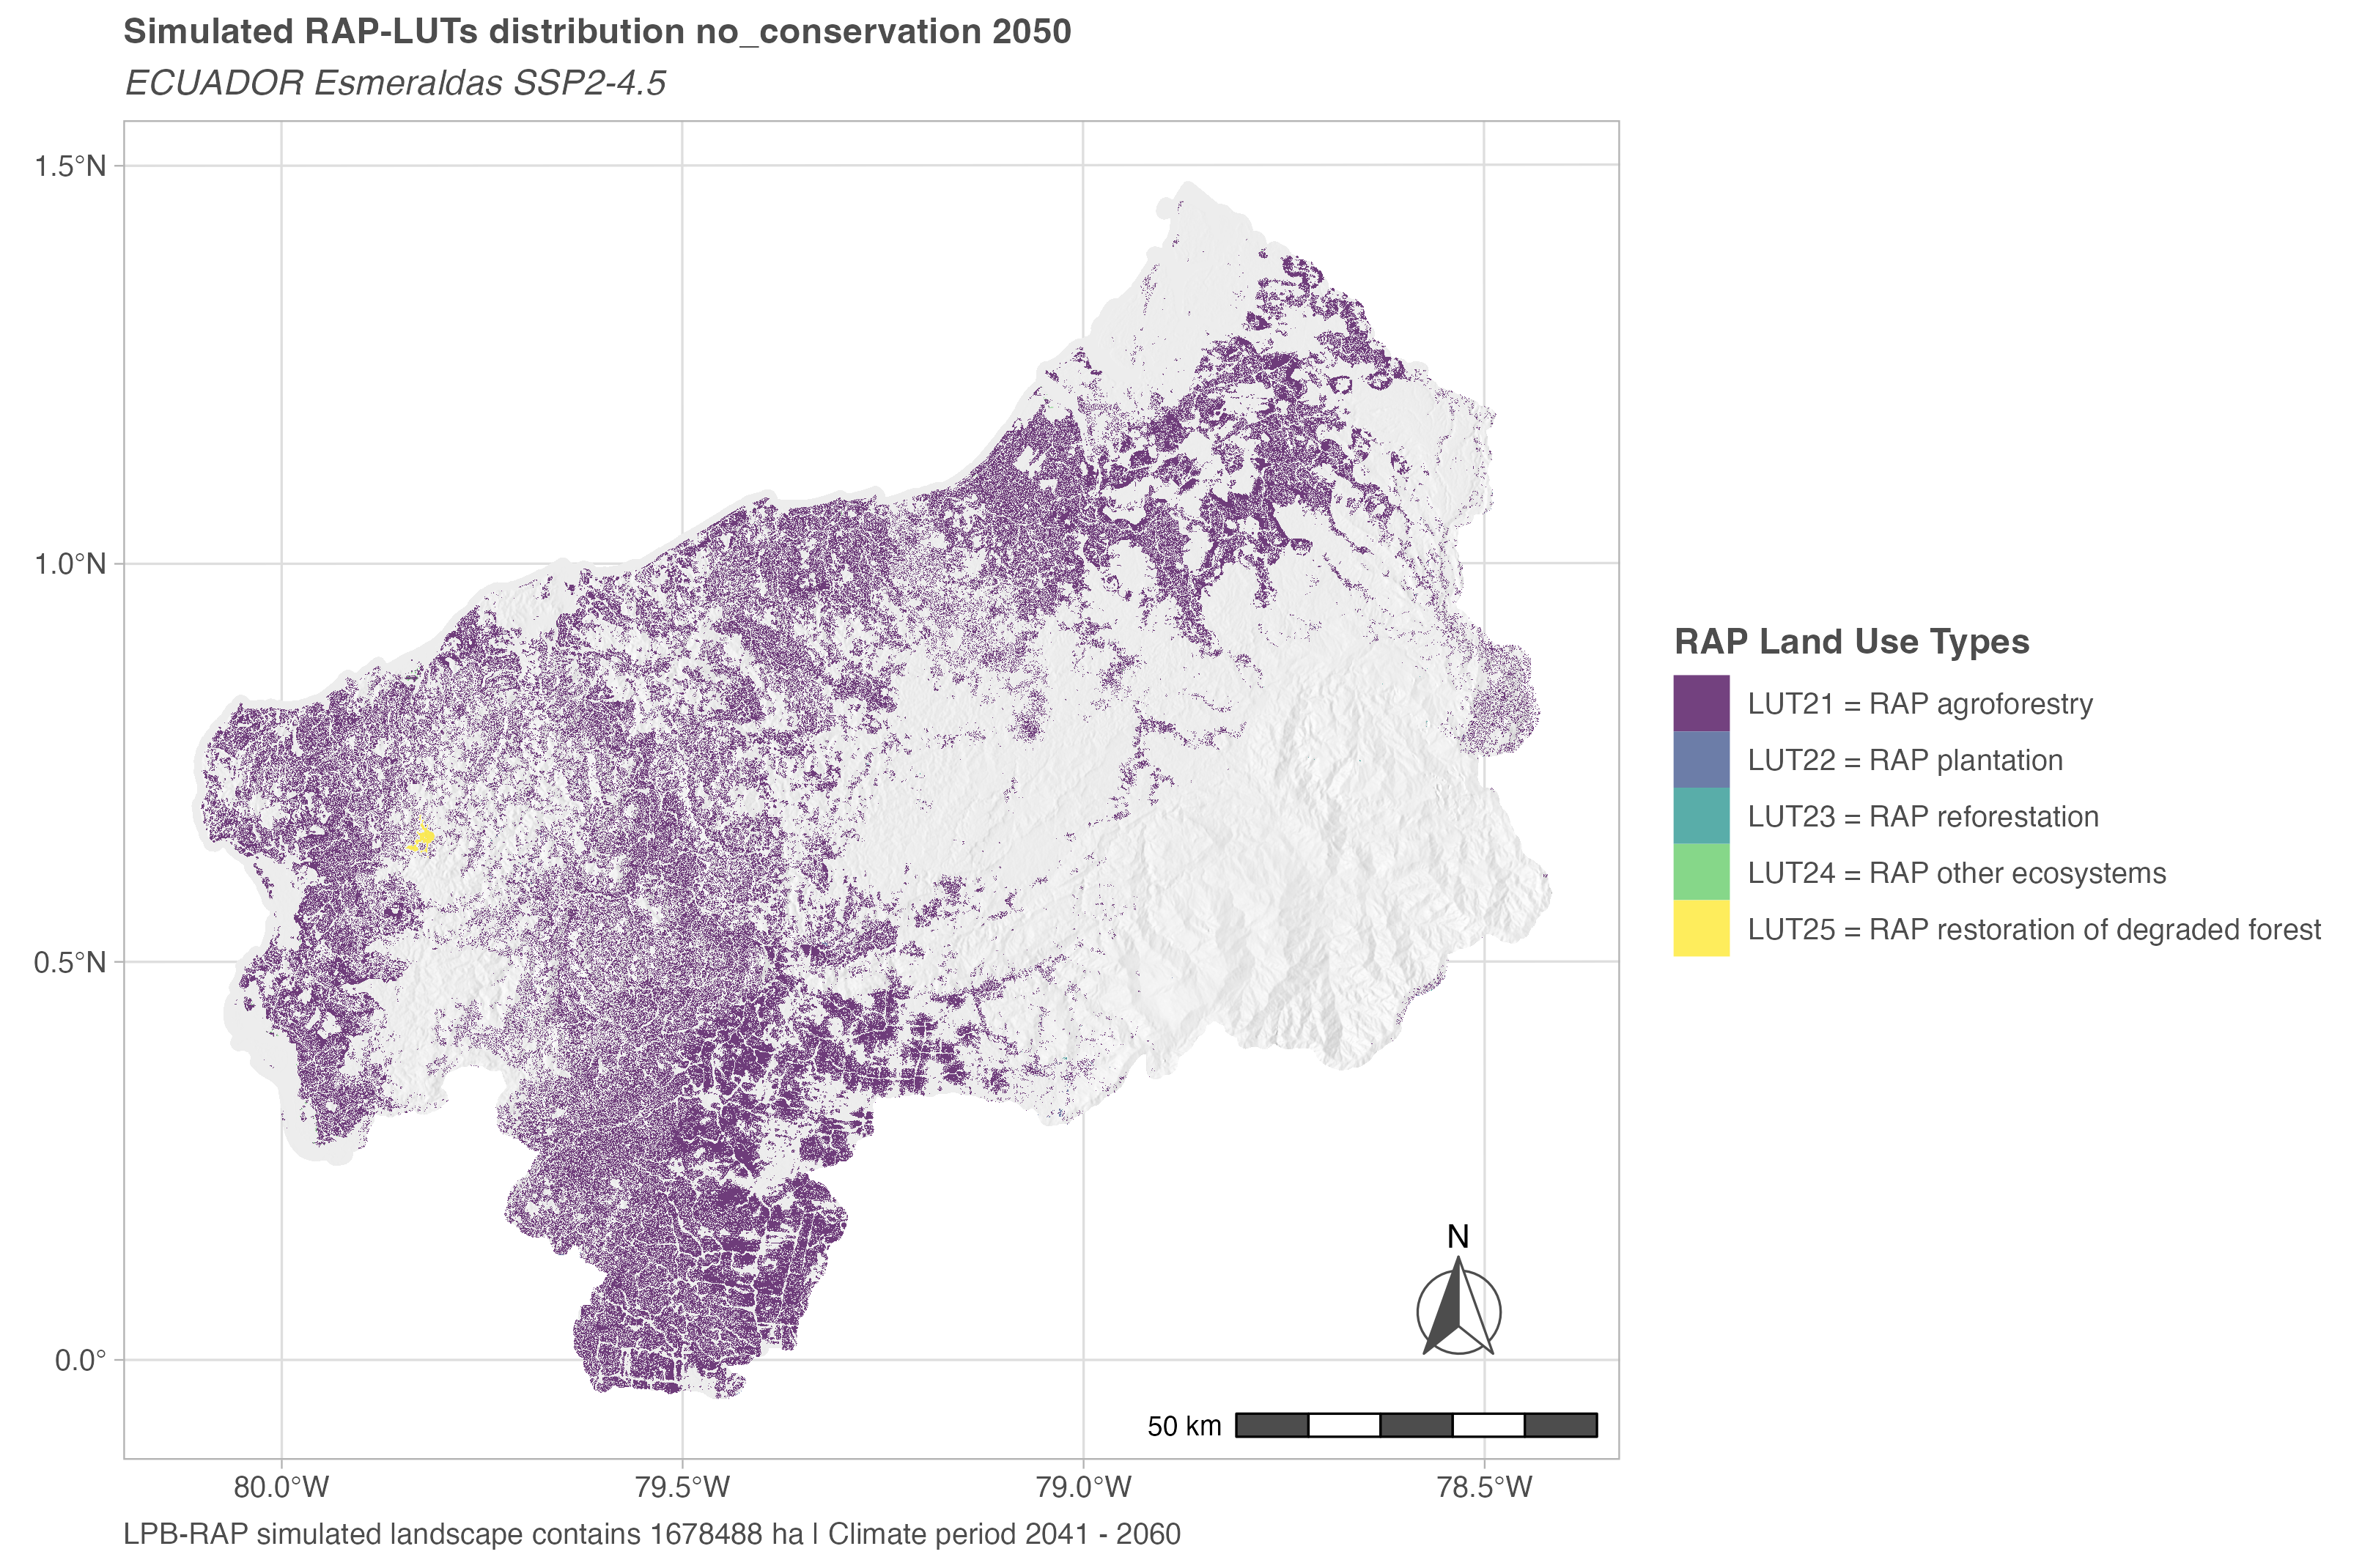 Simulated RAP-LUTs distribution no_conservation 2050
ECUADOR Esmeraldas SSP2-4.5
1.5°N
1.0°N
0.5°N
0.0°
80.0°W
79.5°W
79.0°W
78.5°W
N
50 km
RAP Land Use Types
LUT21 = RAP agroforestry
LUT22 = RAP plantation
LUT23 = RAP reforestation
LUT24 = RAP other ecosystems
LUT25 = RAP restoration of degraded forest
LPB-RAP simulated landscape contains 1678488 ha | Climate period 2041 - 2060